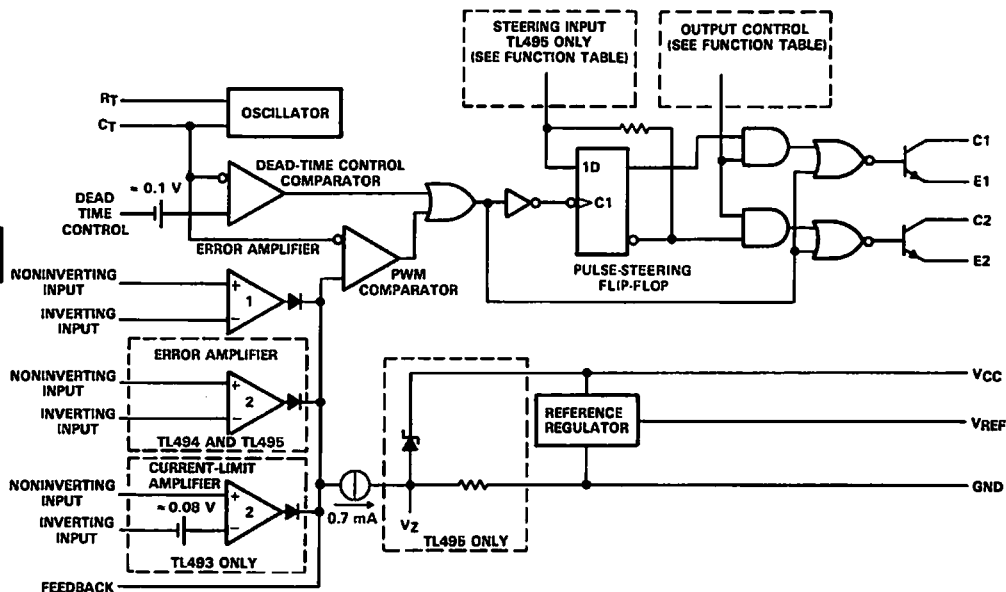 STEERING INPUT
TL495 ONLY
(SEE FUNCTION TABLE)
OUTPUT CONTROL
(SEE FUNCTION TABLE)
RT
CT
OSCILLATOR
DEAD-TIME CONTROL
COMPARATOR
≈ 0.1 V
DEAD
TIME
CONTROL
ERROR AMPLIFIER
PWM
COMPARATOR
1D
C1
PULSE-STEERING
FLIP-FLOP
C1
E1
C2
E2
NONINVERTING
INPUT
INVERTING
INPUT
+
1
−
ERROR AMPLIFIER
NONINVERTING
INPUT
INVERTING
INPUT
+
2
−
TL494 AND TL495
CURRENT-LIMIT
AMPLIFIER
NONINVERTING
INPUT
INVERTING
INPUT
≈ 0.08 V
+
2
−
TL493 ONLY
FEEDBACK
0.7 mA
VZ
TL495 ONLY
REFERENCE
REGULATOR
VCC
VREF
GND